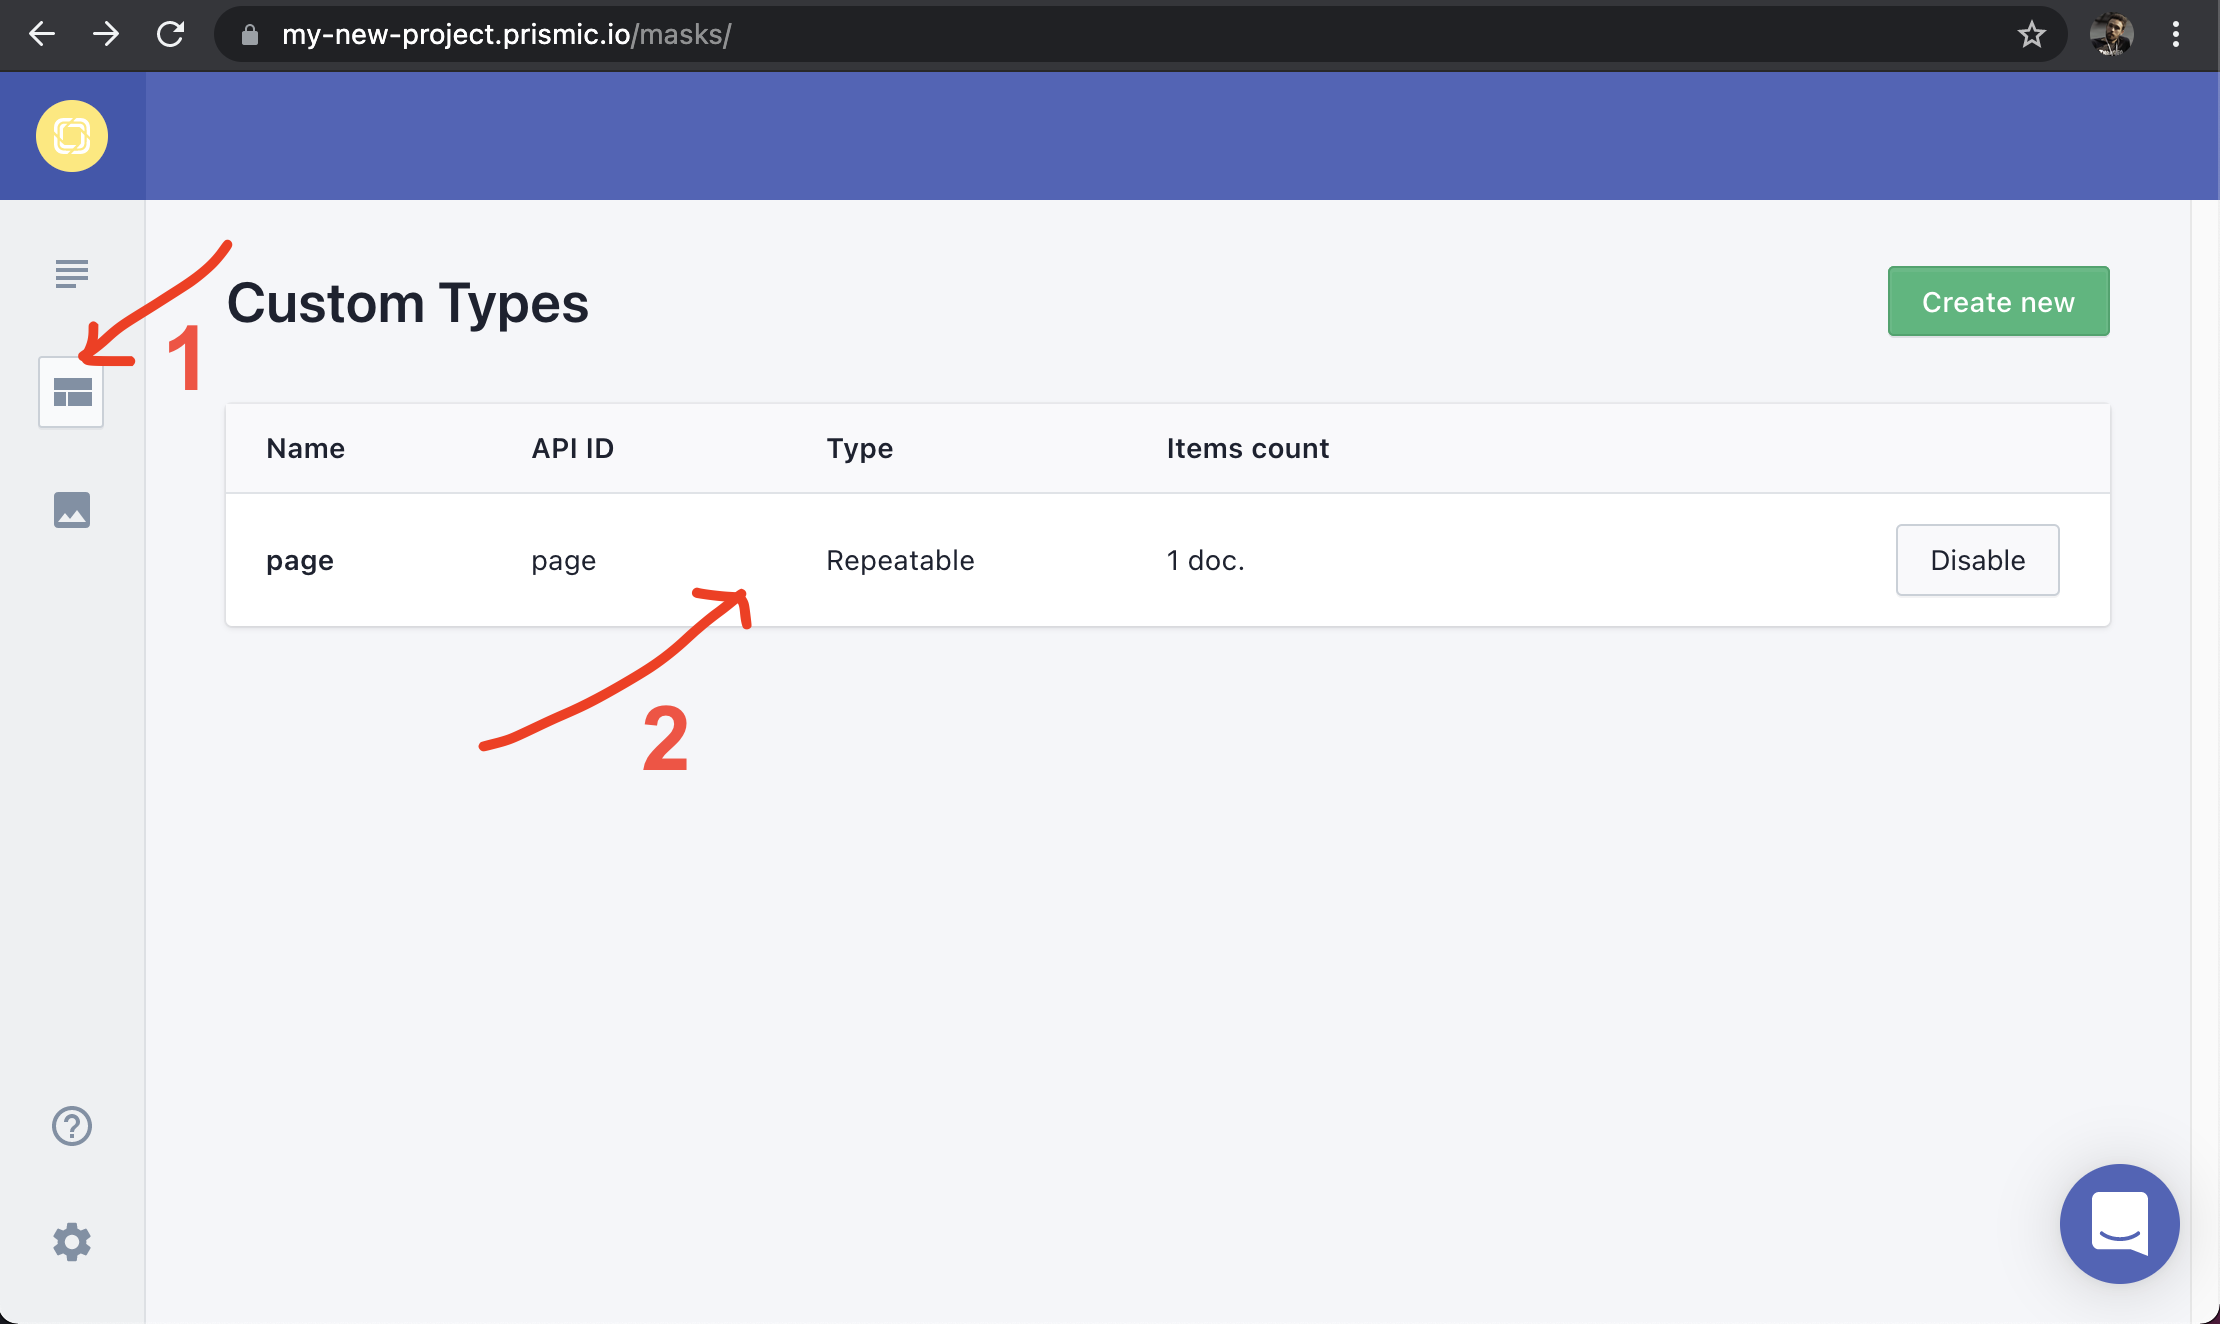 my-new-project.prismic.io/masks/
1
Custom Types
Create new
Name API ID Type Items count
page page Repeatable 1 doc.
Disable
2